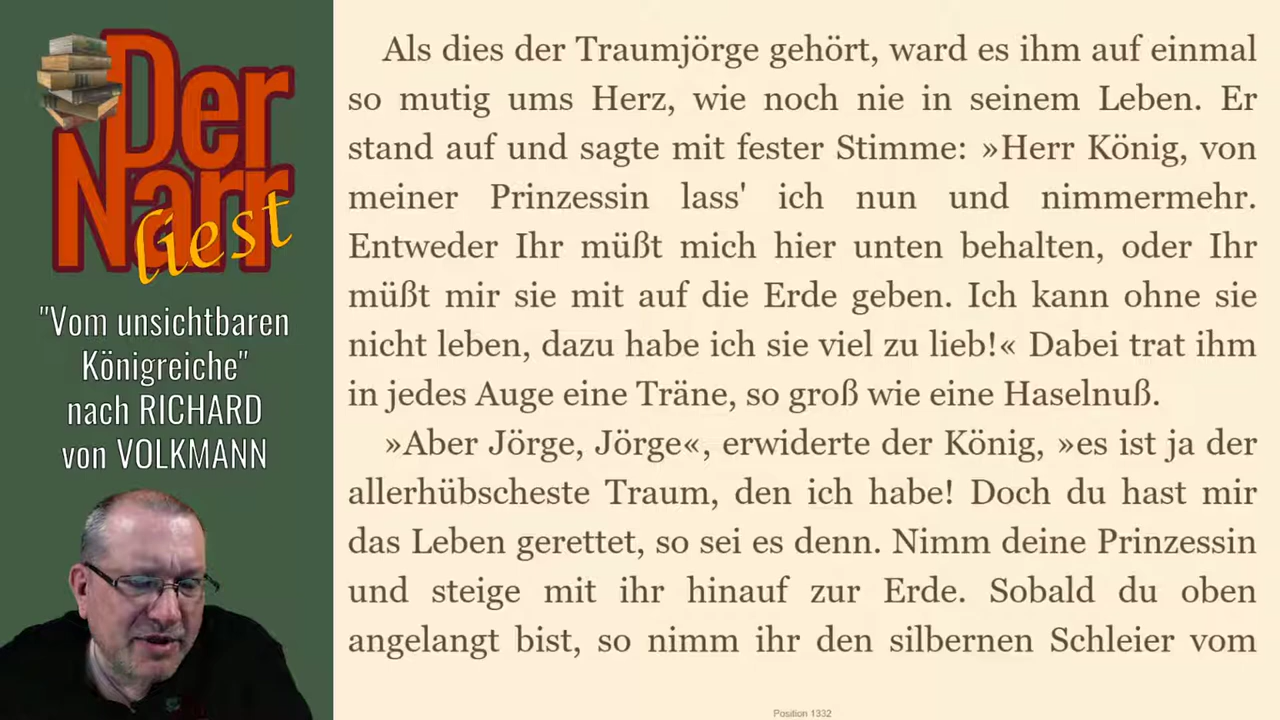 Der
Narr
liest
"Vom unsichtbaren
Königreiche"
nach RICHARD
von VOLKMANN
Als dies der Traumjörge gehört, ward es ihm auf einmal
so mutig ums Herz, wie noch nie in seinem Leben. Er
stand auf und sagte mit fester Stimme: »Herr König, von
meiner Prinzessin lass' ich nun und nimmermehr.
Entweder Ihr müßt mich hier unten behalten, oder Ihr
müßt mir sie mit auf die Erde geben. Ich kann ohne sie
nicht leben, dazu habe ich sie viel zu lieb!« Dabei trat ihm
in jedes Auge eine Träne, so groß wie eine Haselnuß.
»Aber Jörge, Jörge«, erwiderte der König, »es ist ja der
allerhübscheste Traum, den ich habe! Doch du hast mir
das Leben gerettet, so sei es denn. Nimm deine Prinzessin
und steige mit ihr hinauf zur Erde. Sobald du oben
angelangt bist, so nimm ihr den silbernen Schleier vom
Position 1332